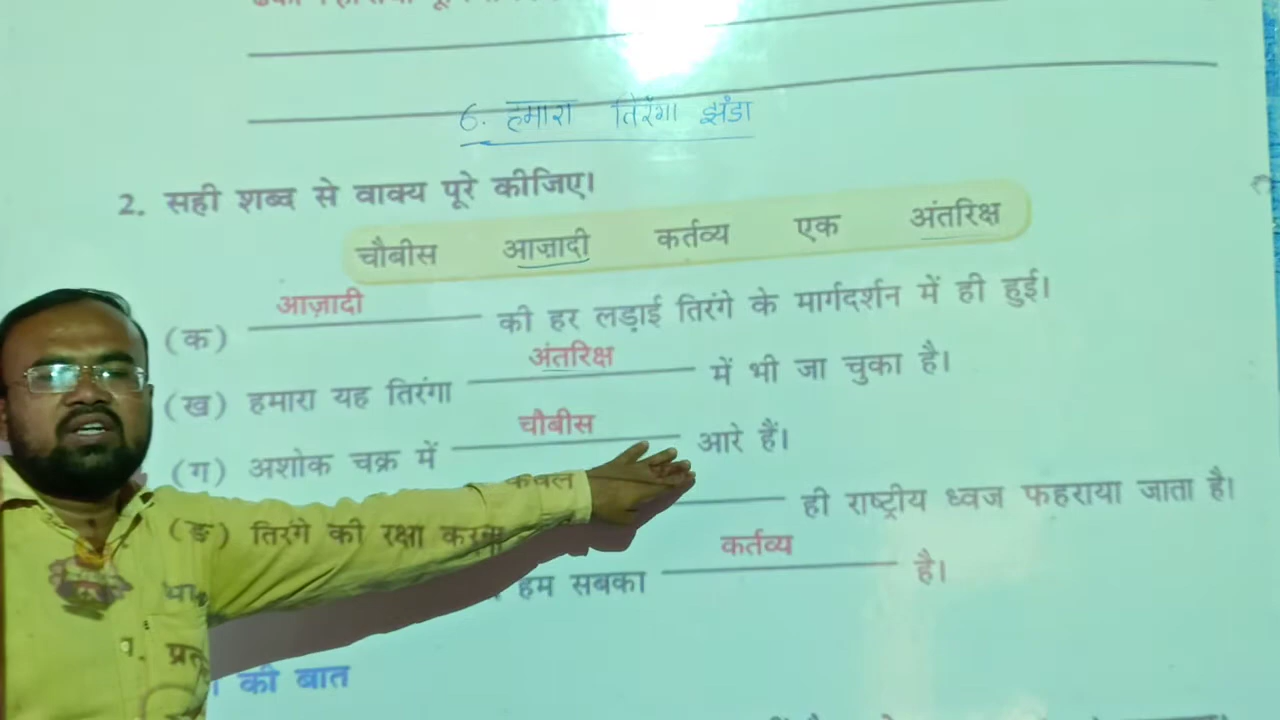 6. हमारा तिरंगा झंडा
2. सही शब्द से वाक्य पूरे कीजिए।
चौबीस आज़ादी कर्तव्य एक अंतरिक्ष
(क) आज़ादी की हर लड़ाई तिरंगे के मार्गदर्शन में ही हुई।
(ख) हमारा यह तिरंगा अंतरिक्ष में भी जा चुका है।
(ग) अशोक चक्र में चौबीस आरे हैं।
केवल ही राष्ट्रीय ध्वज फहराया जाता है।
(ङ) तिरंगे की रक्षा करना हम सबका कर्तव्य है।
की बात